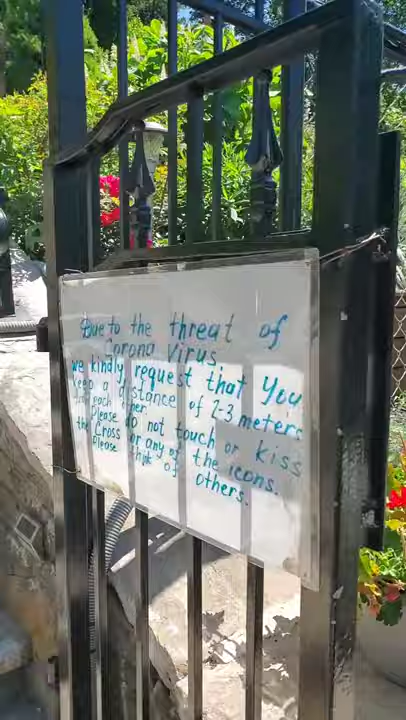 Due to the threat of
Corona Virus
we kindly request that you
keep a distance of 2-3 meters
from each other.
Please do not touch or kiss
the Cross or any of the icons.
Please think of
others.